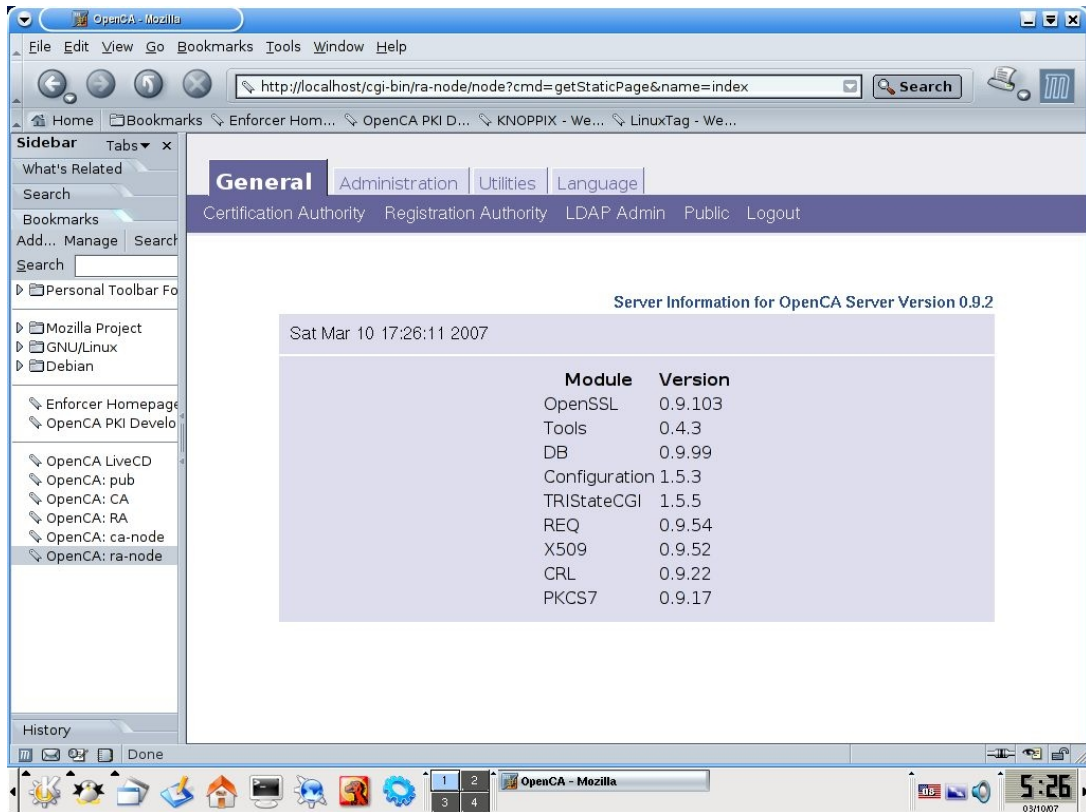 OpenCA - Mozilla
File Edit View Go Bookmarks Tools Window Help
http://localhost/cgi-bin/ra-node/node?cmd=getStaticPage&name=index Search
Home Bookmarks Enforcer Hom... OpenCA PKI D... KNOPPIX - We... LinuxTag - We...
Sidebar Tabs x
What's Related
Search
Bookmarks
Add... Manage Search
Search
Personal Toolbar Fo
Mozilla Project
GNU/Linux
Debian
Enforcer Homepage
OpenCA PKI Develo
OpenCA LiveCD
OpenCA: pub
OpenCA: CA
OpenCA: RA
OpenCA: ca-node
OpenCA: ra-node
History
General Administration Utilities Language
Certification Authority Registration Authority LDAP Admin Public Logout
Server Information for OpenCA Server Version 0.9.2
Sat Mar 10 17:26:11 2007
Module Version
OpenSSL 0.9.103
Tools 0.4.3
DB 0.9.99
Configuration 1.5.3
TRIStateCGI 1.5.5
REQ 0.9.54
X509 0.9.52
CRL 0.9.22
PKCS7 0.9.17
Done
1 2
3 4
OpenCA - Mozilla
us
5:26
03/10/07